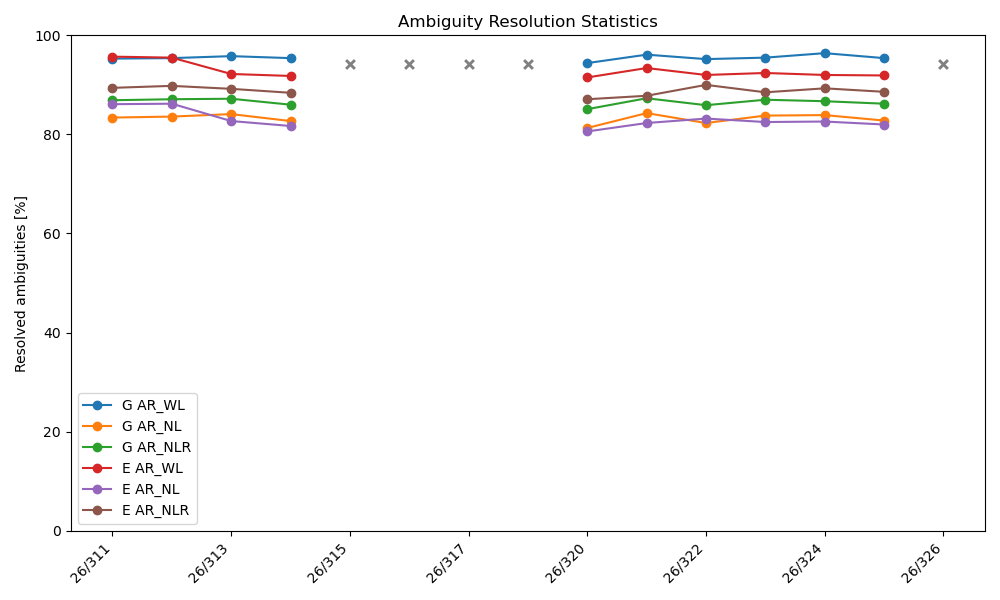 Ambiguity Resolution Statistics
Resolved ambiguities [%]
100
80
60
40
20
0
G AR_WL
G AR_NL
G AR_NLR
E AR_WL
E AR_NL
E AR_NLR
26/311
26/313
26/315
26/317
26/320
26/322
26/324
26/326